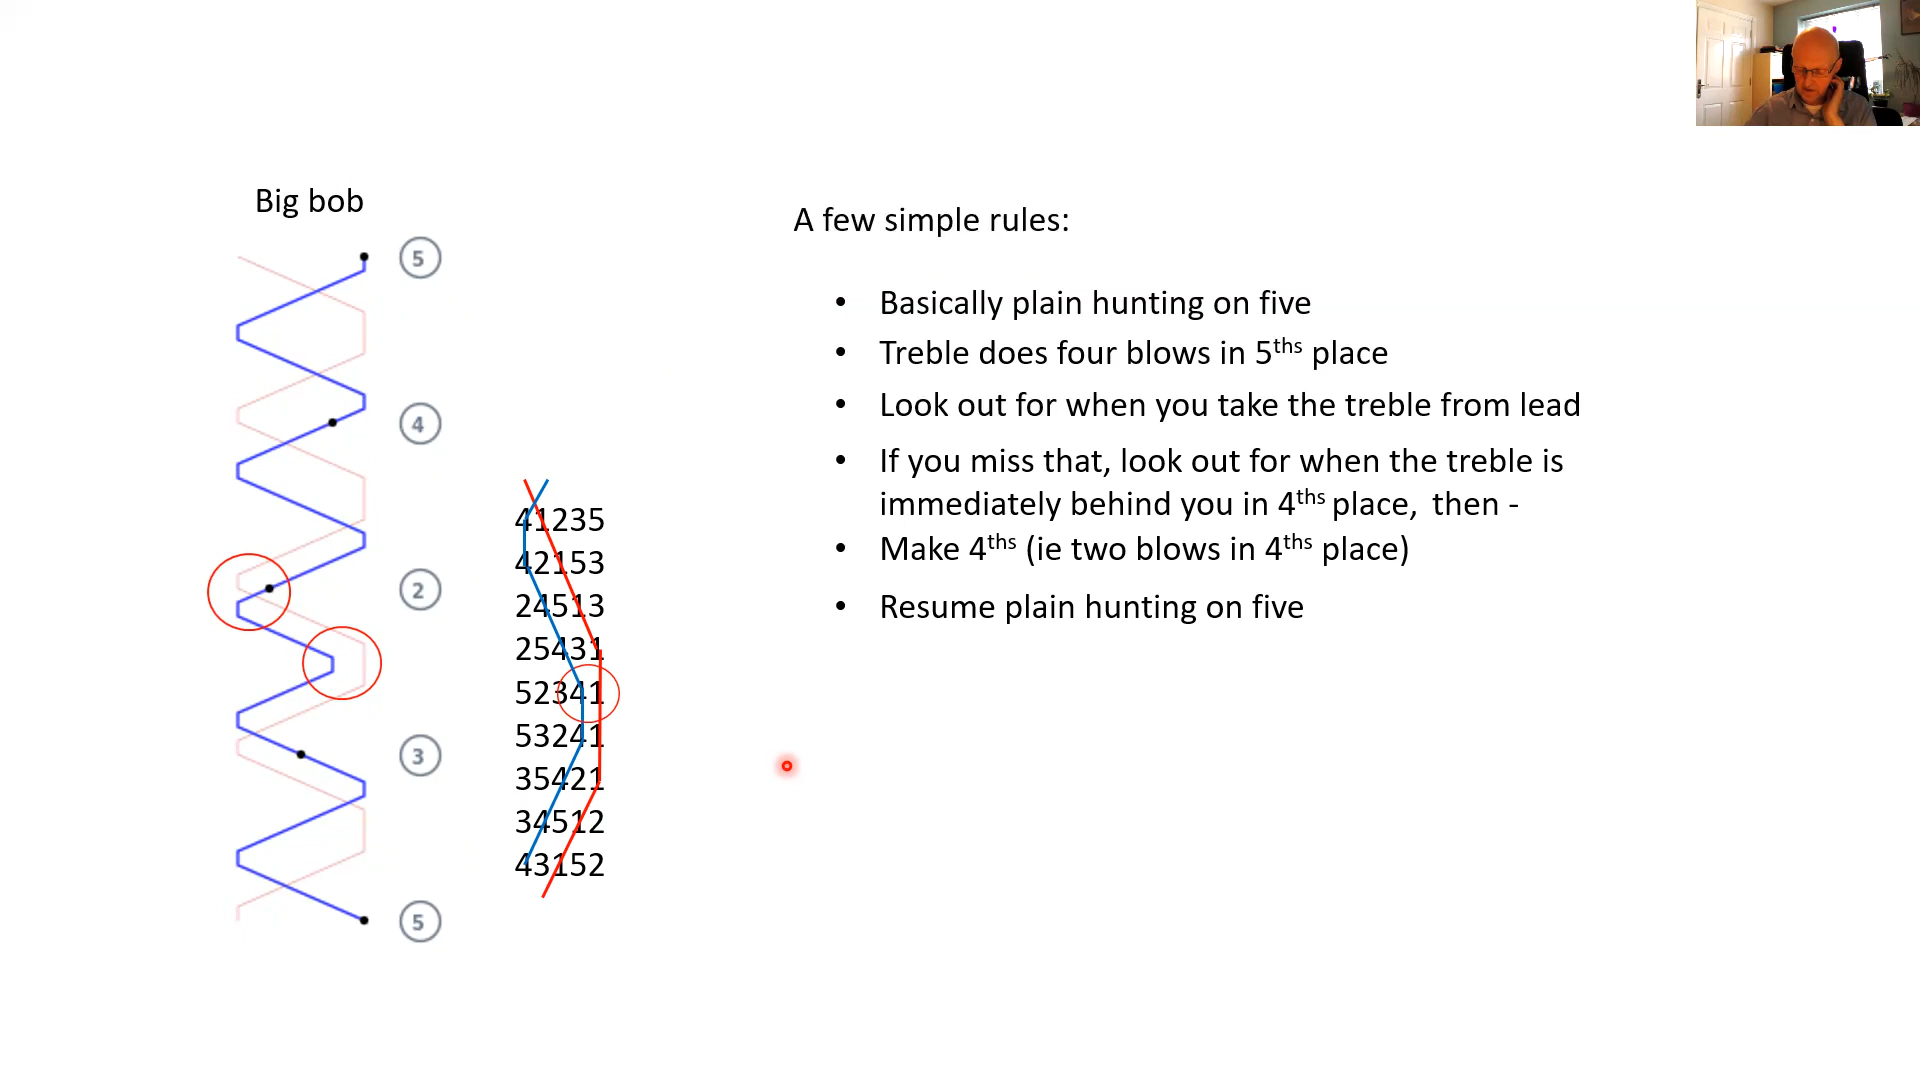 Big bob
5
4
2
3
5
41235
42153
24513
25431
52341
53241
35421
34512
43152
A few simple rules:
• Basically plain hunting on five
• Treble does four blows in 5ths place
• Look out for when you take the treble from lead
• If you miss that, look out for when the treble is
immediately behind you in 4ths place, then -
• Make 4ths (ie two blows in 4ths place)
• Resume plain hunting on five